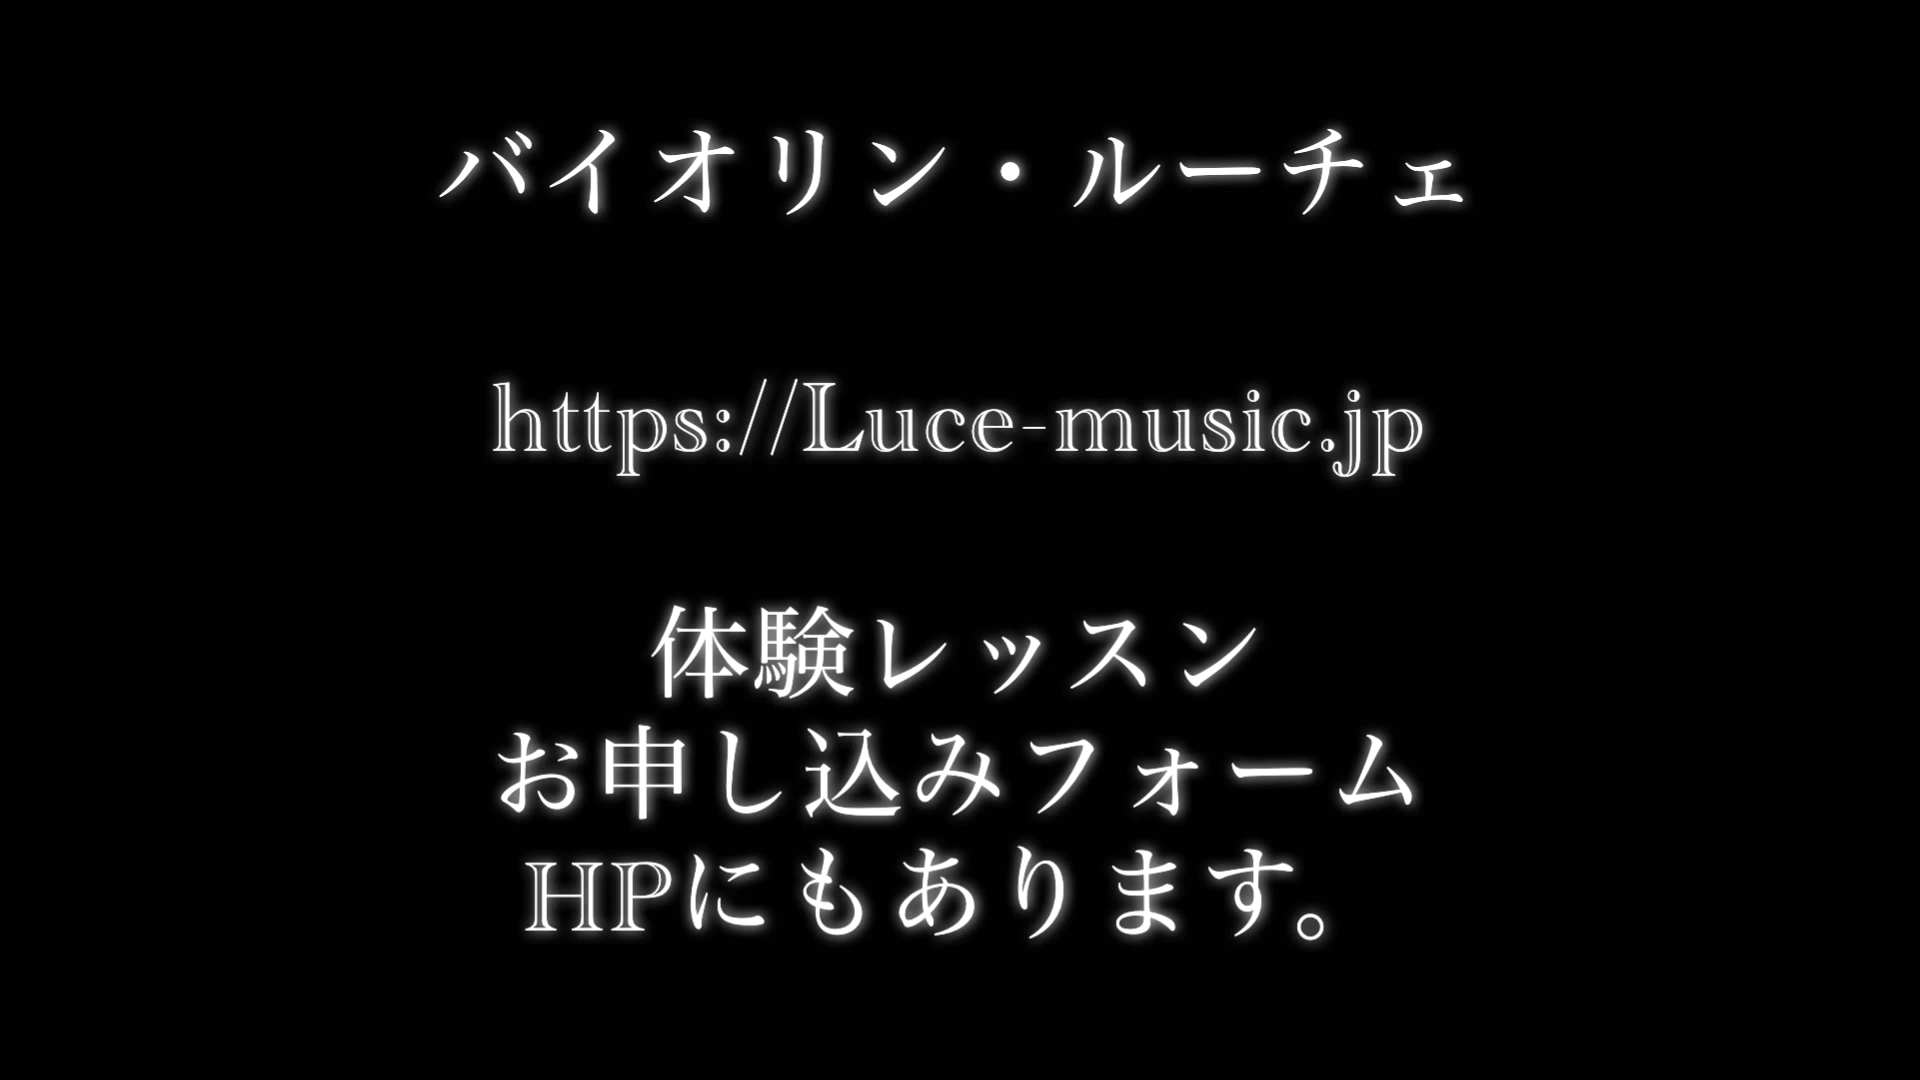 バイオリン・ルーチェ
https://Luce-music.jp
体験レッスン
お申し込みフォーム
HPにもあります。